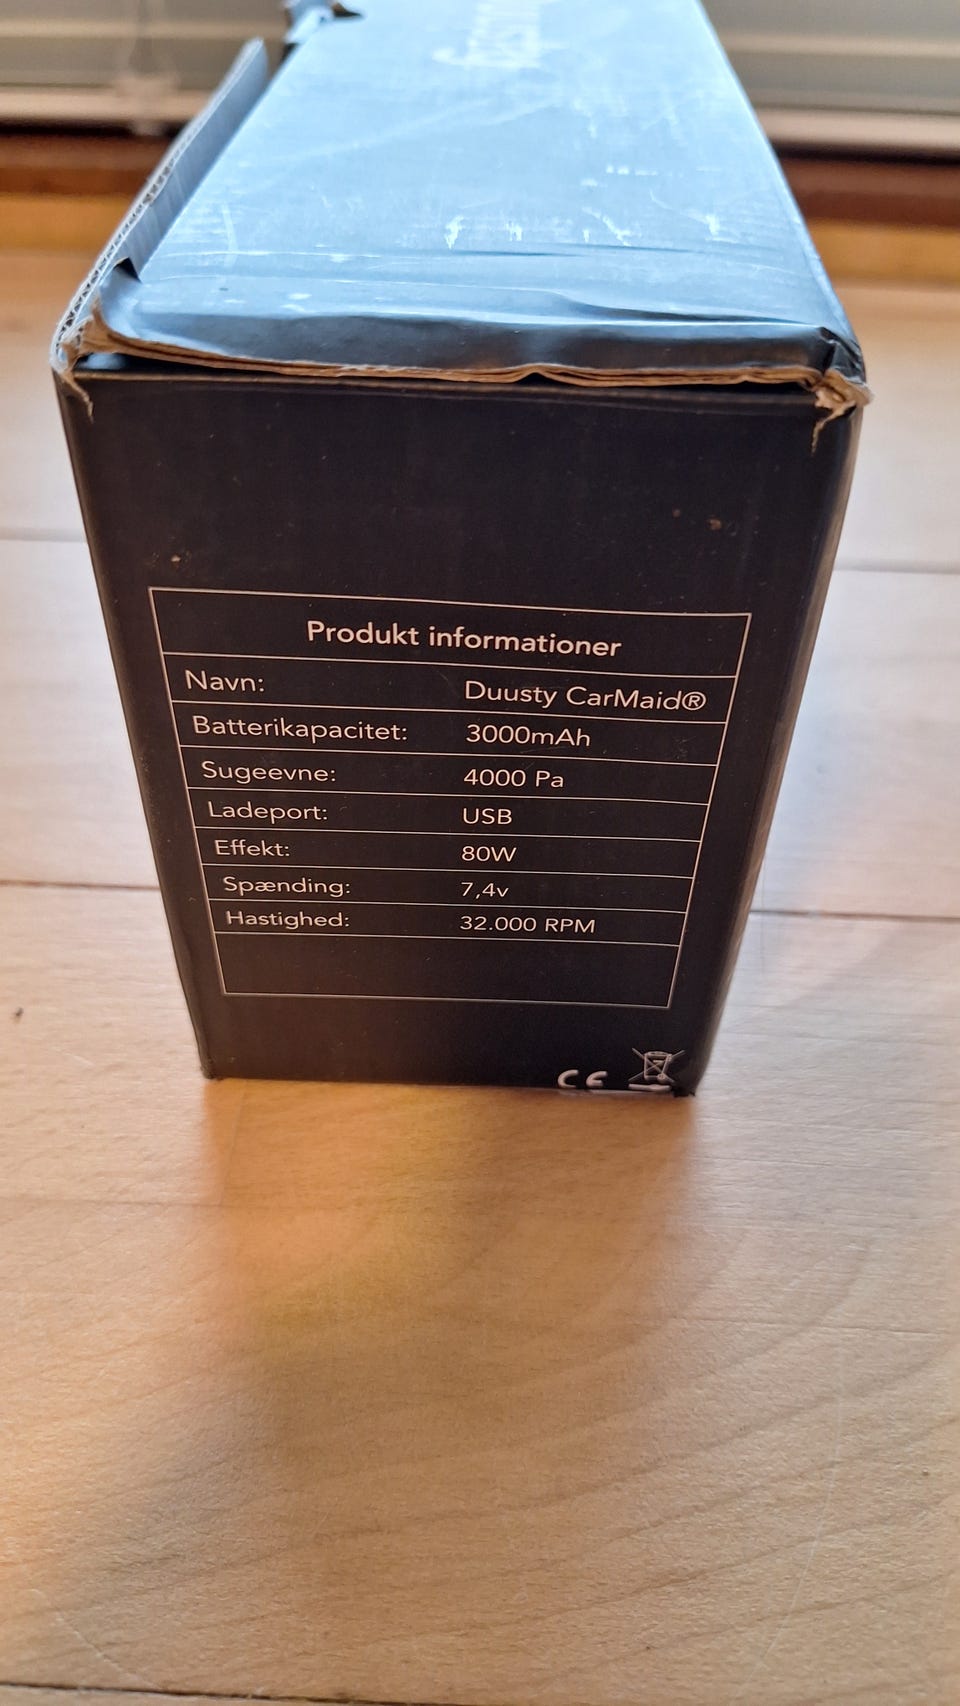 Produkt informationer
Navn: Duusty CarMaid®
Batterikapacitet: 3000mAh
Sugeevne: 4000 Pa
Ladeport: USB
Effekt: 80W
Spænding: 7,4v
Hastighed: 32.000 RPM
CE